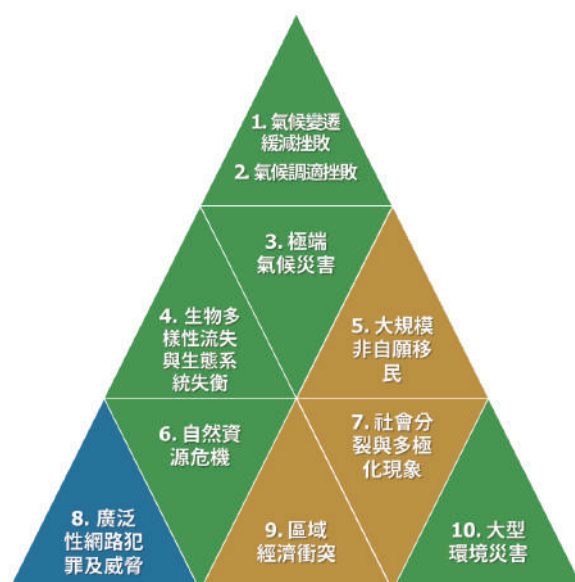 1. 氣候變遷
緩減挫敗
2. 氣候調適挫敗
3. 極端
氣候災害
4. 生物多
樣性流失
與生態系
統失衡
5. 大規模
非自願移
民
6. 自然資
源危機
7. 社會分
裂與多極
化現象
8. 廣泛
性網路犯
罪及威脅
9. 區域
經濟衝突
10. 大型
環境災害